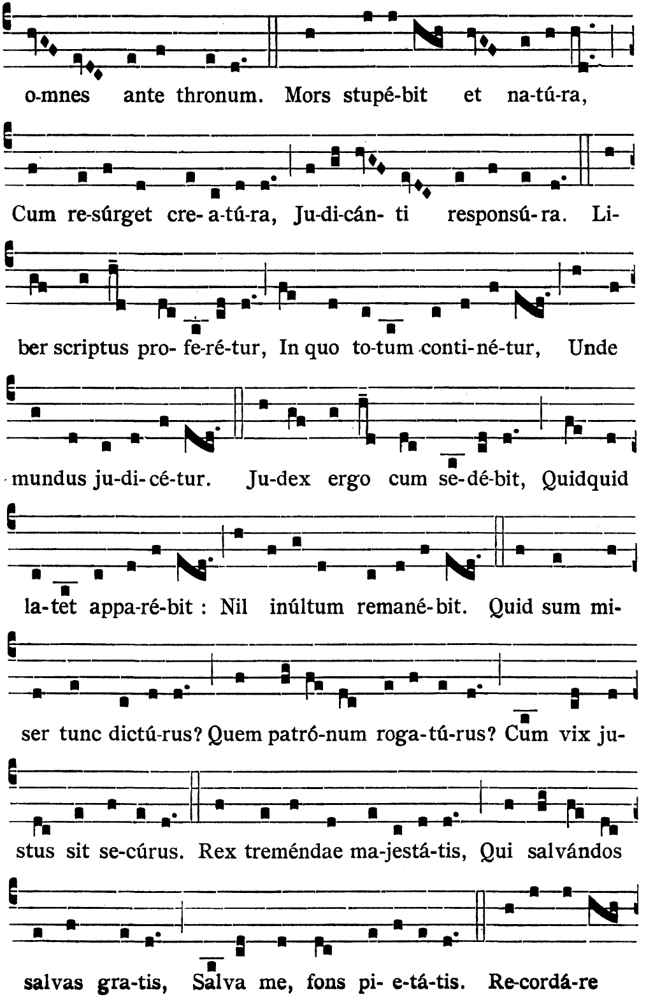 o-mnes ante thronum. Mors stupé-bit et na-tú-ra,
Cum re-súrget cre- a-tú-ra, Ju-di-cán- ti responsú-ra. Li-
ber scriptus pro- fe-ré-tur, In quo to-tum conti-né-tur, Unde
mundus ju-di-cé-tur. Ju-dex ergo cum se-dé-bit, Quidquid
la-tet appa-ré-bit : Nil inúltum remané-bit. Quid sum mi-
ser tunc dictú-rus? Quem patró-num roga-tú-rus? Cum vix ju-
stus sit se-cúrus. Rex treméndae ma-jestá-tis, Qui salvándos
salvas gra-tis, Salva me, fons pi- e-tá-tis. Re-cordá-re